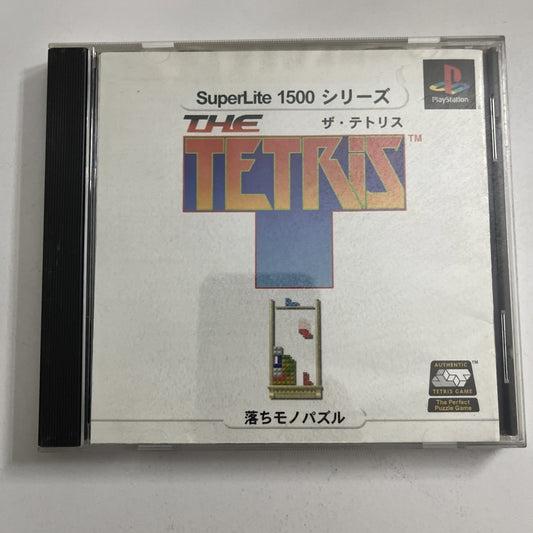 SuperLite 1500 シリーズ
PlayStation
THE
ザ・テトリス
TETRiS™
AUTHENTIC
TETRIS GAME
™
The Perfect
Puzzle Game
落ちモノパズル